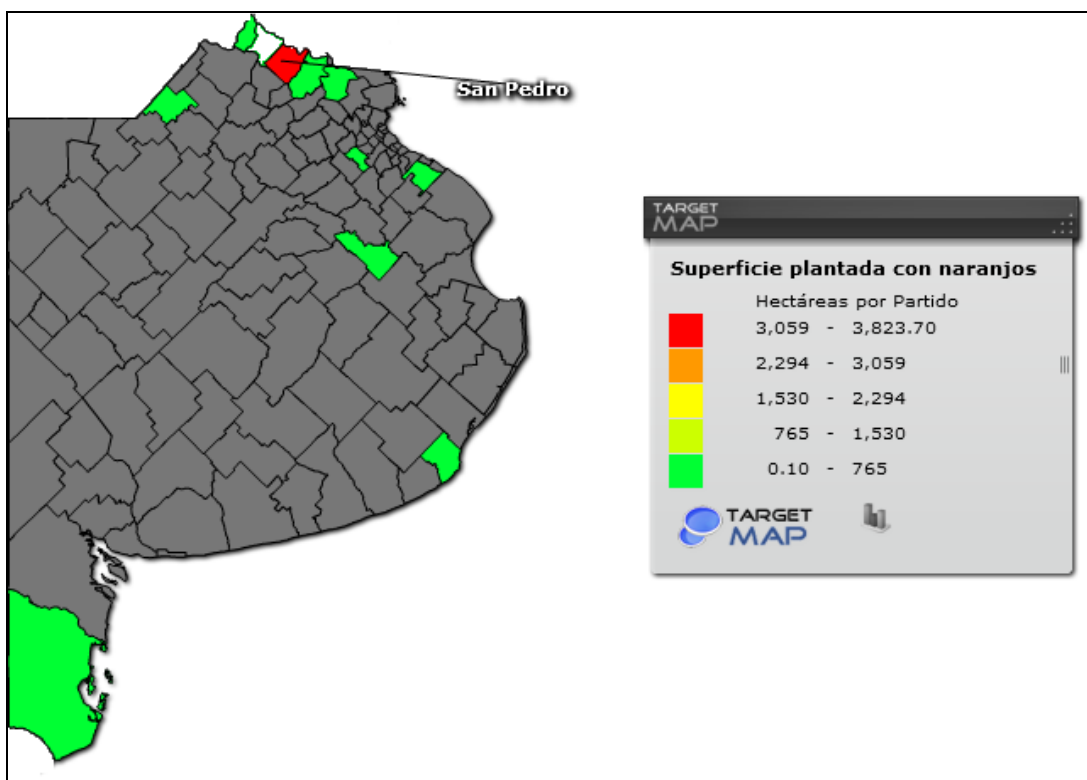 San Pedro
TARGET
MAP
Superficie plantada con naranjos
Hectáreas por Partido
3,059 - 3,823.70
2,294 - 3,059
1,530 - 2,294
765 - 1,530
0.10 - 765
TARGET
MAP